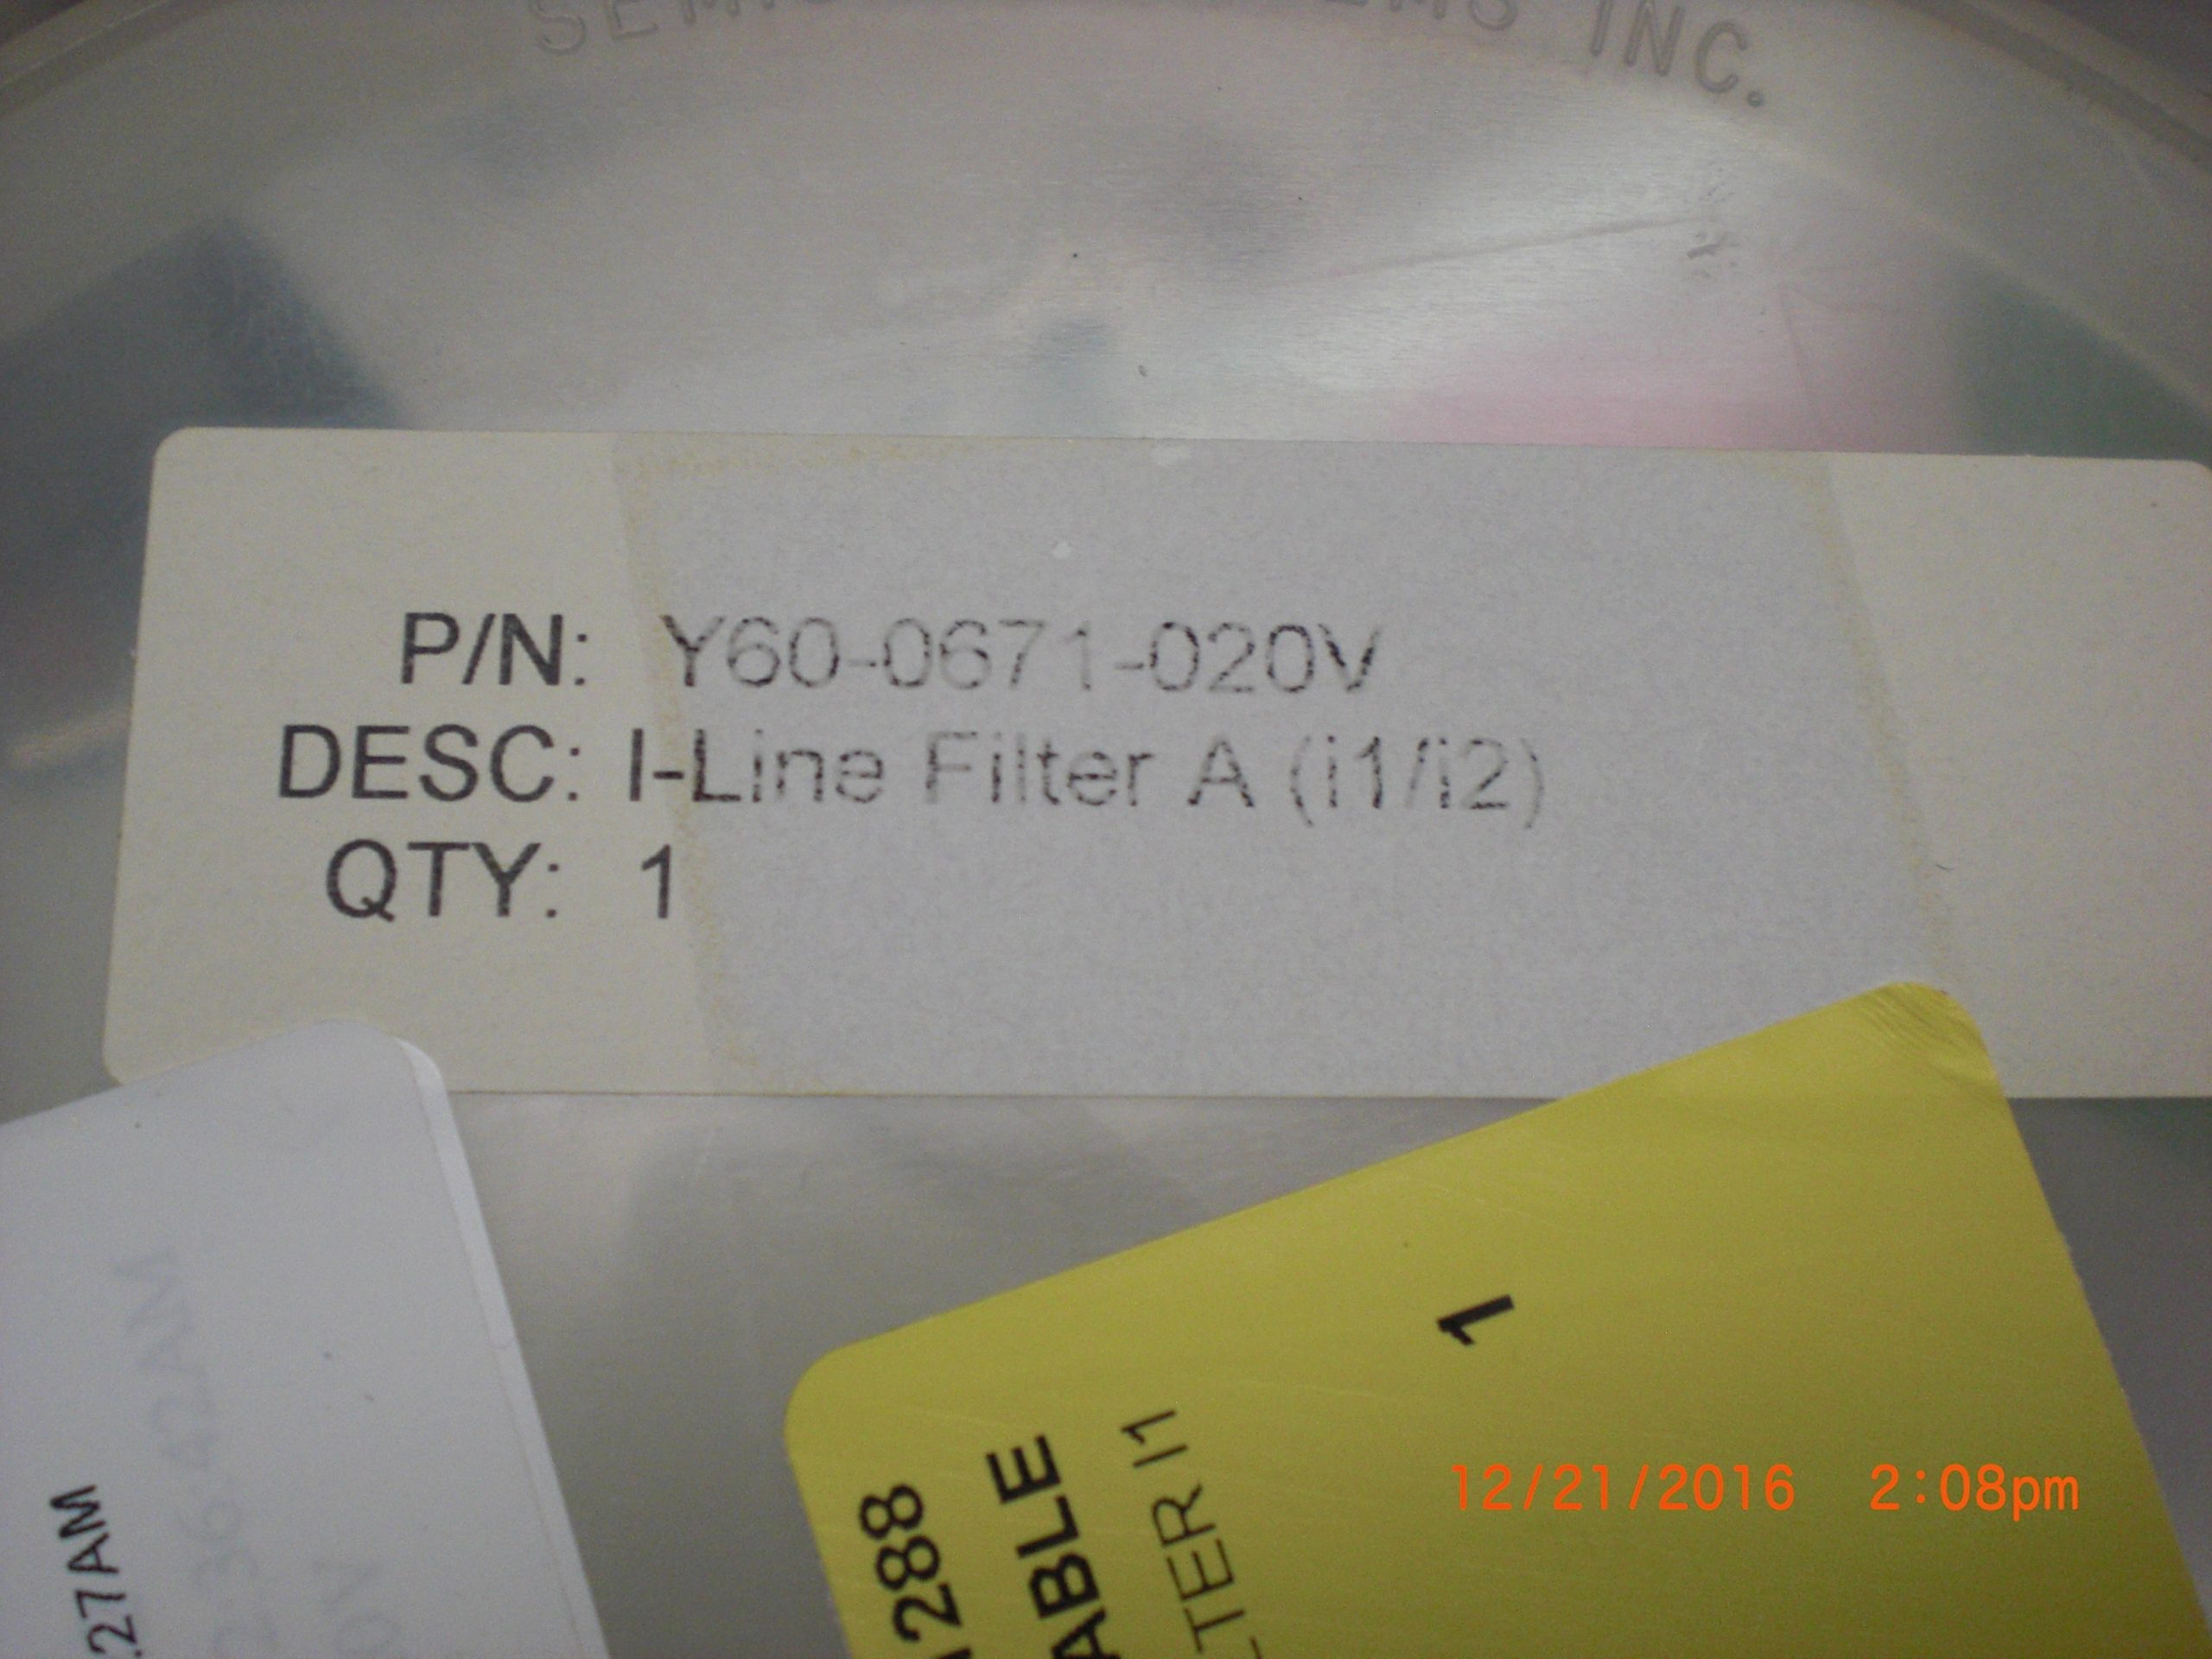 INC.
P/N: Y60-0671-020V
DESC: I-Line Filter A (i1/i2)
QTY: 1
1
288
ABLE
TER I1
27AM
12/21/2016 2:08pm